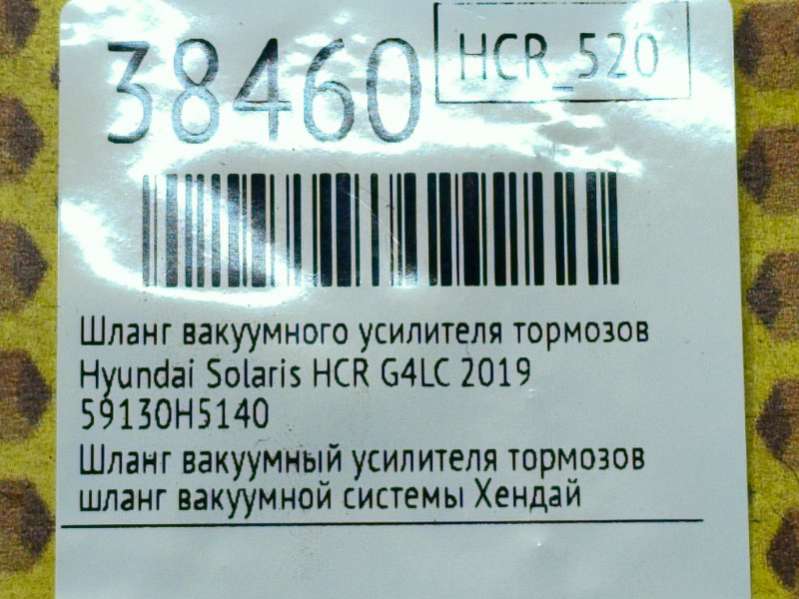 38460
HCR_520
Шланг вакуумного усилителя тормозов
Hyundai Solaris HCR G4LC 2019
59130H5140
Шланг вакуумный усилителя тормозов
шланг вакуумной системы Хендай